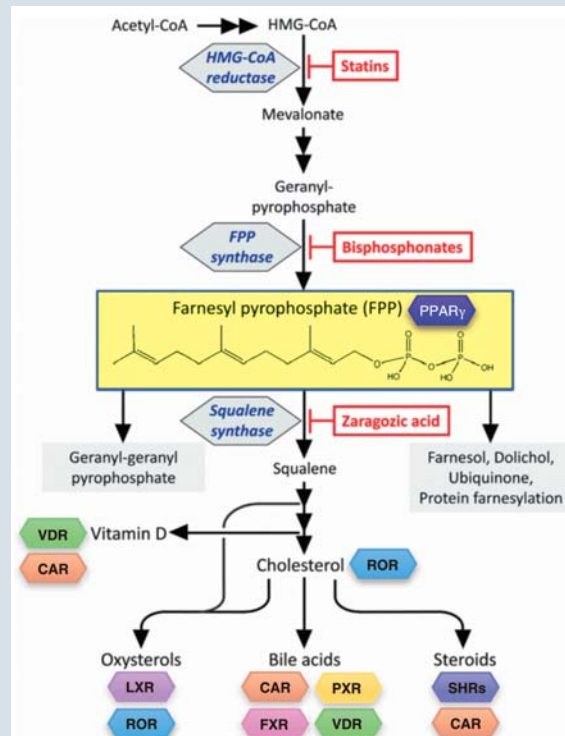 Acetyl-CoA
HMG-CoA
HMG-CoA
reductase
Statins
Mevalonate
Geranyl-
pyrophosphate
FPP
synthase
Bisphosphonates
Farnesyl pyrophosphate (FPP)
PPARγ
O
O
O
P
O
P
OH
HO
HO
Squalene
synthase
Zaragozic acid
Geranyl-geranyl
pyrophosphate
Squalene
Farnesol, Dolichol,
Ubiquinone,
Protein farnesylation
VDR
Vitamin D
CAR
Cholesterol
ROR
Oxysterols
Bile acids
Steroids
LXR
CAR
PXR
SHRs
ROR
FXR
VDR
CAR